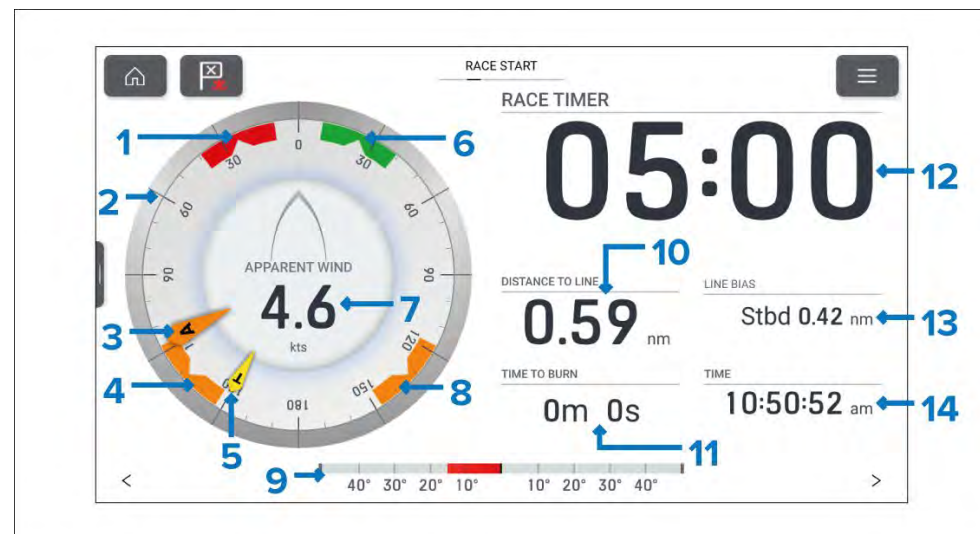 RACE START
RACE TIMER
05:00
12
1
2
3
4
5
6
7
8
0
30
30
60
60
90
90
120
150
180
A
T
APPARENT WIND
4.6
kts
10
DISTANCE TO LINE
0.59 nm
LINE BIAS
Stbd 0.42 nm
13
TIME TO BURN
0m 0s
11
TIME
10:50:52 am
14
9
40° 30° 20° 10° 10° 20° 30° 40°
< >